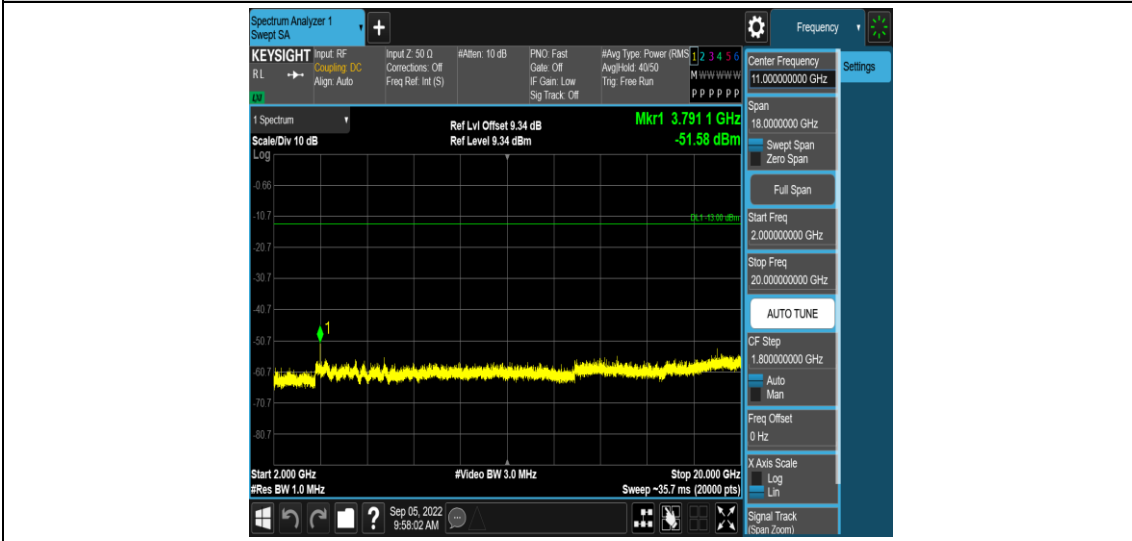 Spectrum Analyzer 1
Swept SA
+
Frequency
KEYSIGHT
RL
Input: RF
Coupling: DC
Align: Auto
Input Z: 50 Ω
Corrections: Off
Freq Ref: Int (S)
#Atten: 10 dB
PNO: Fast
Gate: Off
IF Gain: Low
Sig Track: Off
#Avg Type: Power (RMS
Avg|Hold: 40/50
Trig: Free Run
1 2 3 4 5 6
M W W W W W
P P P P P P
1 Spectrum
Scale/Div 10 dB
Log
Ref Lvl Offset 9.34 dB
Ref Level 9.34 dBm
Mkr1 3.791 1 GHz
-51.58 dBm
-0.66
-10.7
DL1 -13.00 dBm
-20.7
-30.7
-40.7
1
-50.7
-60.7
-70.7
-80.7
Start 2.000 GHz
#Video BW 3.0 MHz
Stop 20.000 GHz
#Res BW 1.0 MHz
Sweep ~35.7 ms (20000 pts)
?
Sep 05, 2022
9:58:02 AM
Center Frequency
11.000000000 GHz
Settings
Span
18.0000000 GHz
Swept Span
Zero Span
Full Span
Start Freq
2.000000000 GHz
Stop Freq
20.000000000 GHz
AUTO TUNE
CF Step
1.800000000 GHz
Auto
Man
Freq Offset
0 Hz
X Axis Scale
Log
Lin
Signal Track
(Span Zoom)